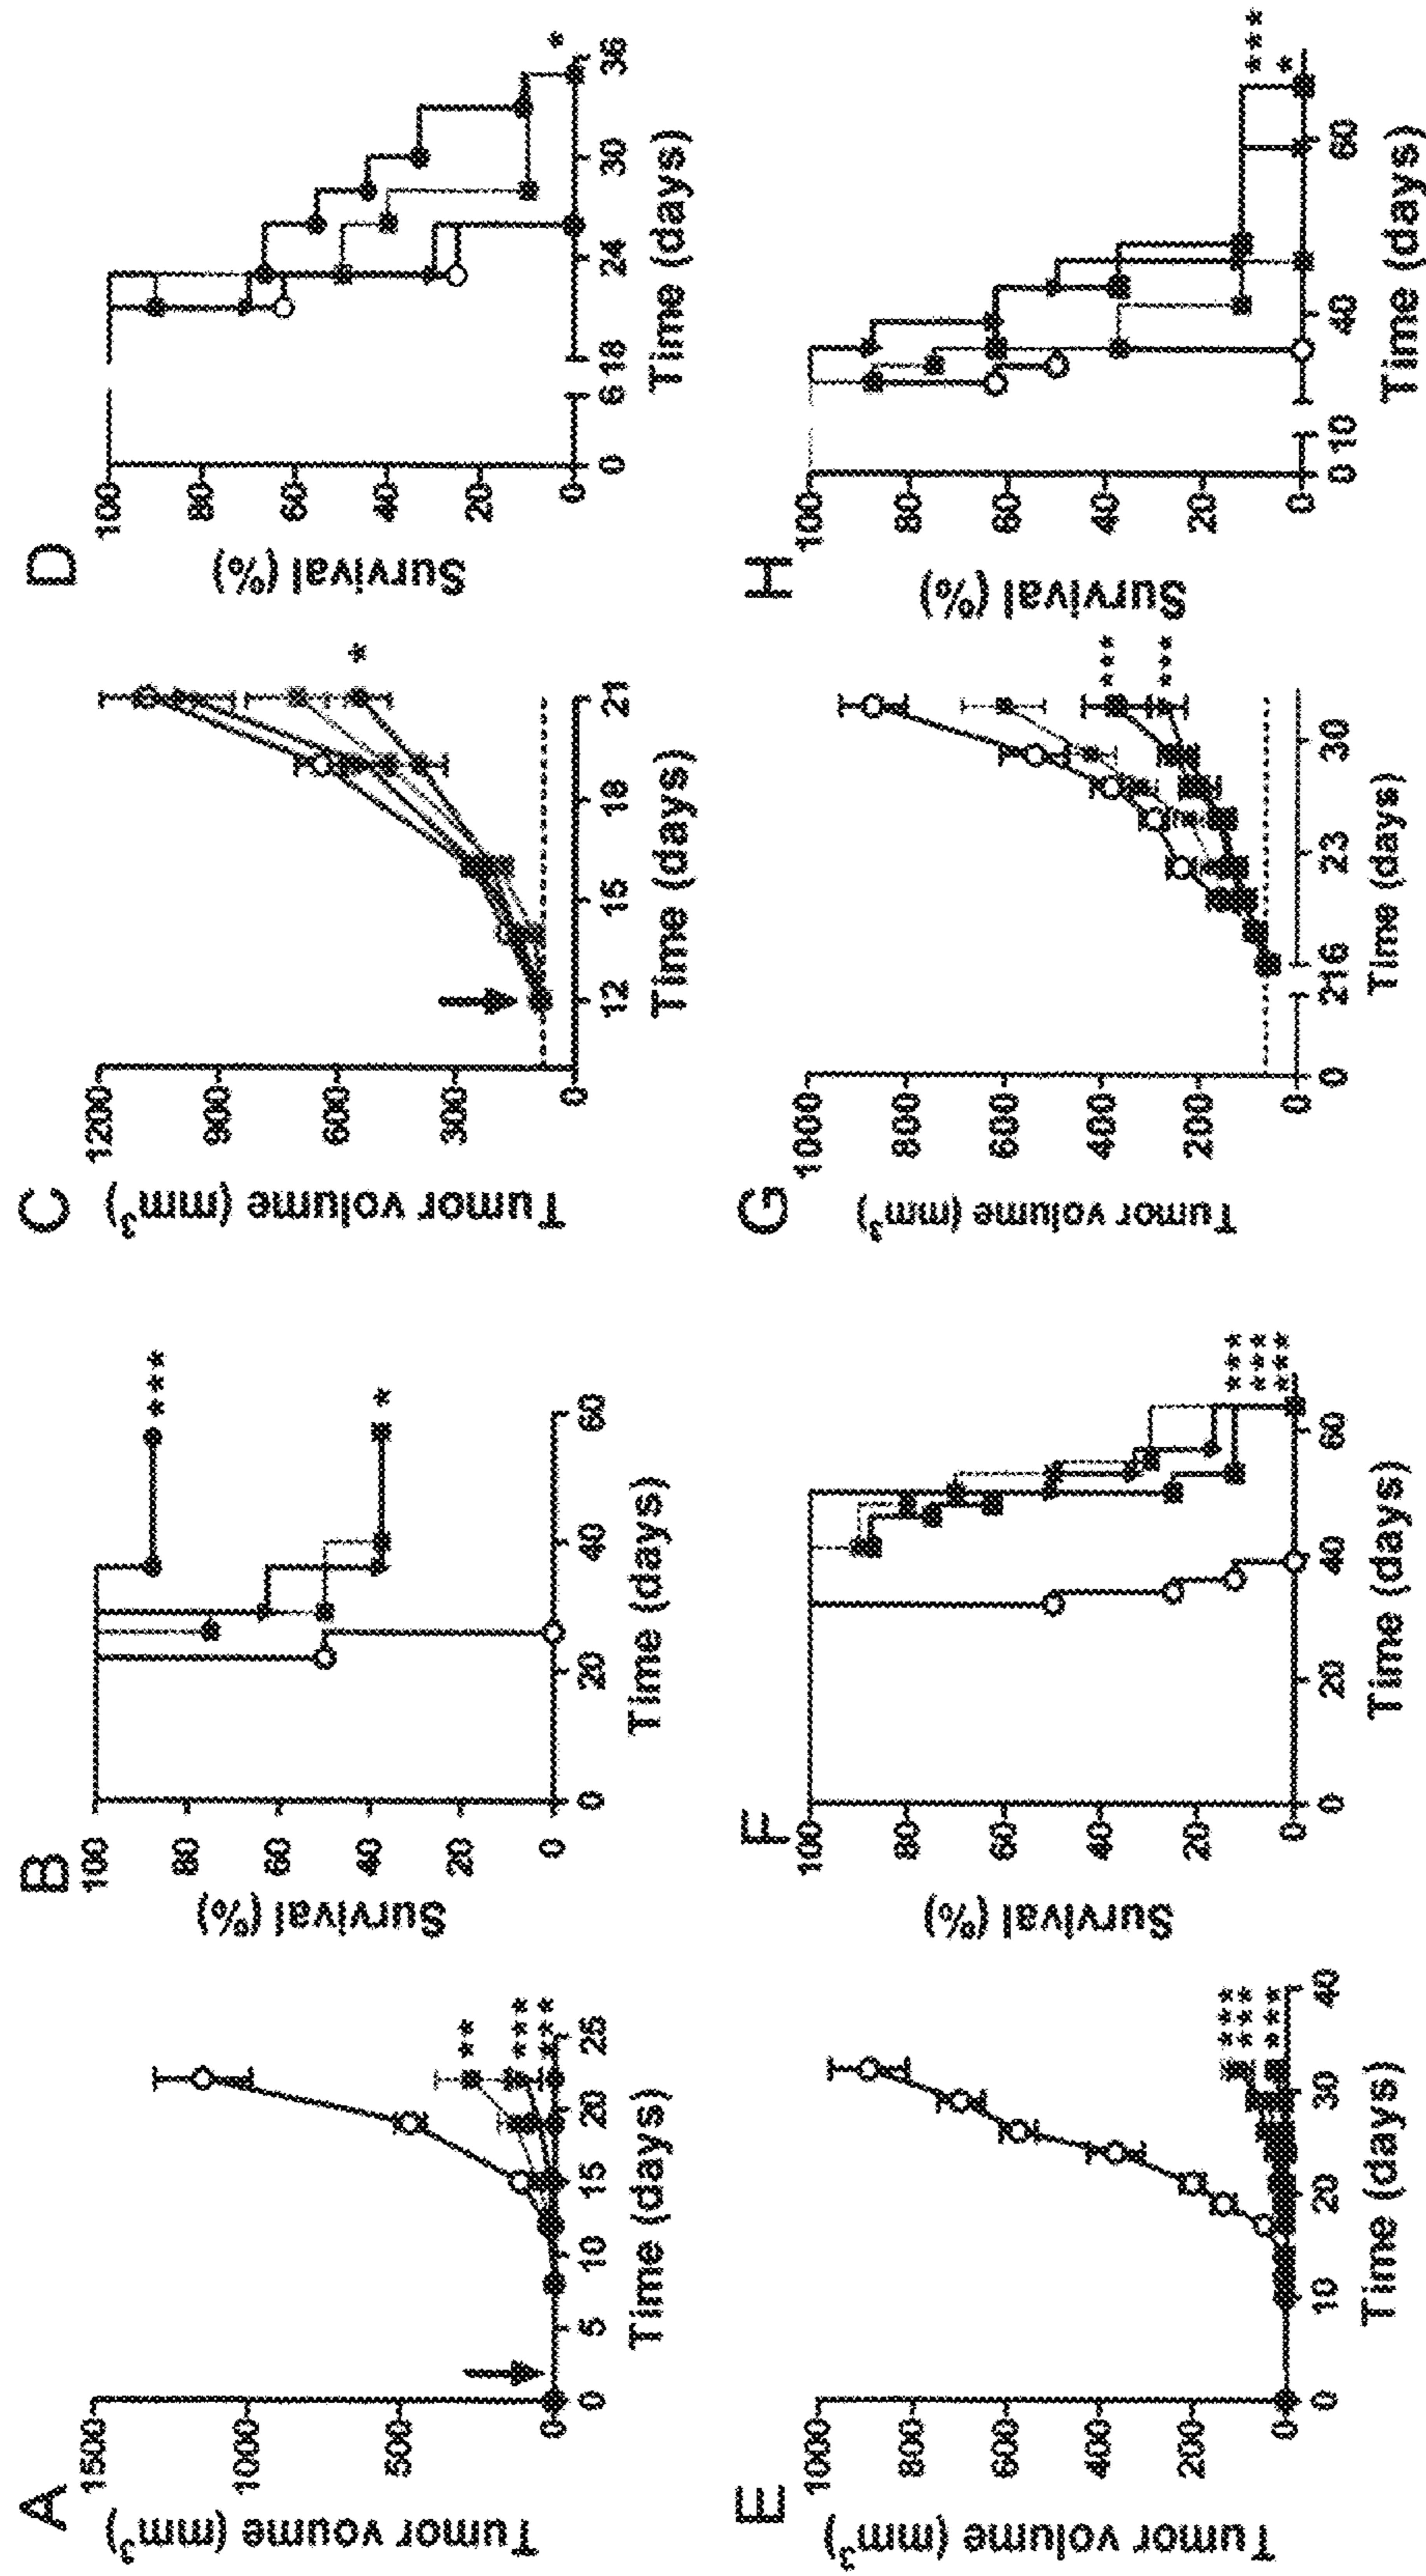 A
Tumor voume (mm³)
1500
1000
500
0
0 5 10 15 20 25
Time (days)
**
***
***
B
Survival (%)
100
80
60
40
20
0
0 20 40 60
Time (days)
***
*
C
Tumor volume (mm³)
1200
900
600
300
0
12 15 18 21
Time (days)
*
D
Survival (%)
100
80
60
40
20
0
0 6 18 24 30 36
Time (days)
*
E
Tumor volume (mm³)
1000
800
600
400
200
0
0 10 20 30 40
Time (days)
***
***
***
F
Survival (%)
100
80
60
40
20
0
0 20 40 60
Time (days)
***
***
***
G
Tumor volume (mm³)
1000
800
600
400
200
0
0 2 16 23 30
Time (days)
***
***
H
Survival (%)
100
80
60
40
20
0
0 10 40 60
Time (days)
***
*